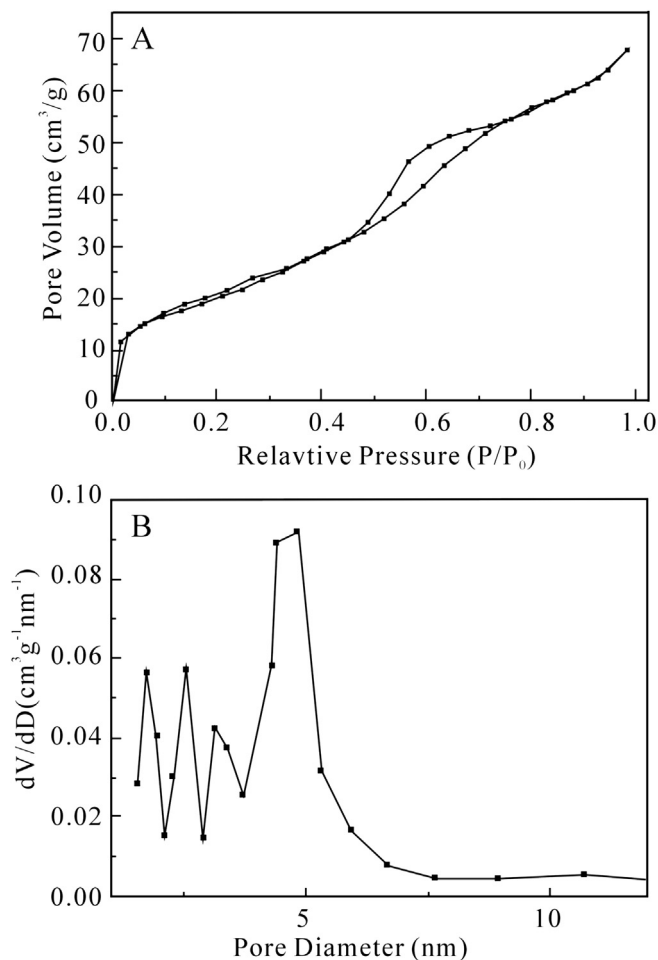 A
70
60
50
40
30
20
10
0
Pore Volume (cm³/g)
0.0 0.2 0.4 0.6 0.8 1.0
Relavtive Pressure (P/P₀)
B
0.10
0.08
0.06
0.04
0.02
0.00
dV/dD(cm³g⁻¹nm⁻¹)
5 10
Pore Diameter (nm)